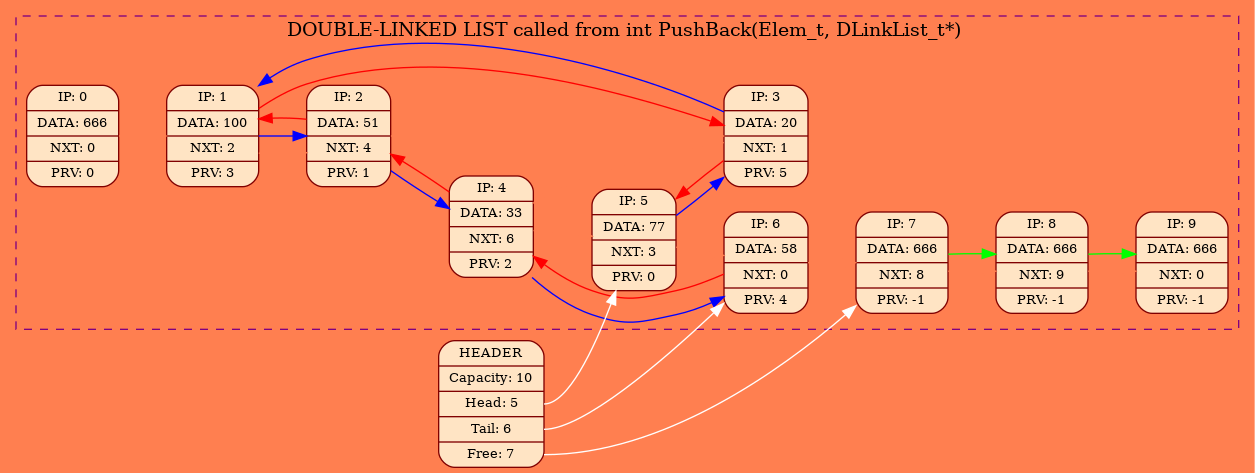 DOUBLE-LINKED LIST called from int PushBack(Elem_t, DLinkList_t*)
IP: 0
DATA: 666
NXT: 0
PRV: 0
IP: 1
DATA: 100
NXT: 2
PRV: 3
IP: 2
DATA: 51
NXT: 4
PRV: 1
IP: 4
DATA: 33
NXT: 6
PRV: 2
IP: 5
DATA: 77
NXT: 3
PRV: 0
IP: 3
DATA: 20
NXT: 1
PRV: 5
IP: 6
DATA: 58
NXT: 0
PRV: 4
IP: 7
DATA: 666
NXT: 8
PRV: -1
IP: 8
DATA: 666
NXT: 9
PRV: -1
IP: 9
DATA: 666
NXT: 0
PRV: -1
HEADER
Capacity: 10
Head: 5
Tail: 6
Free: 7